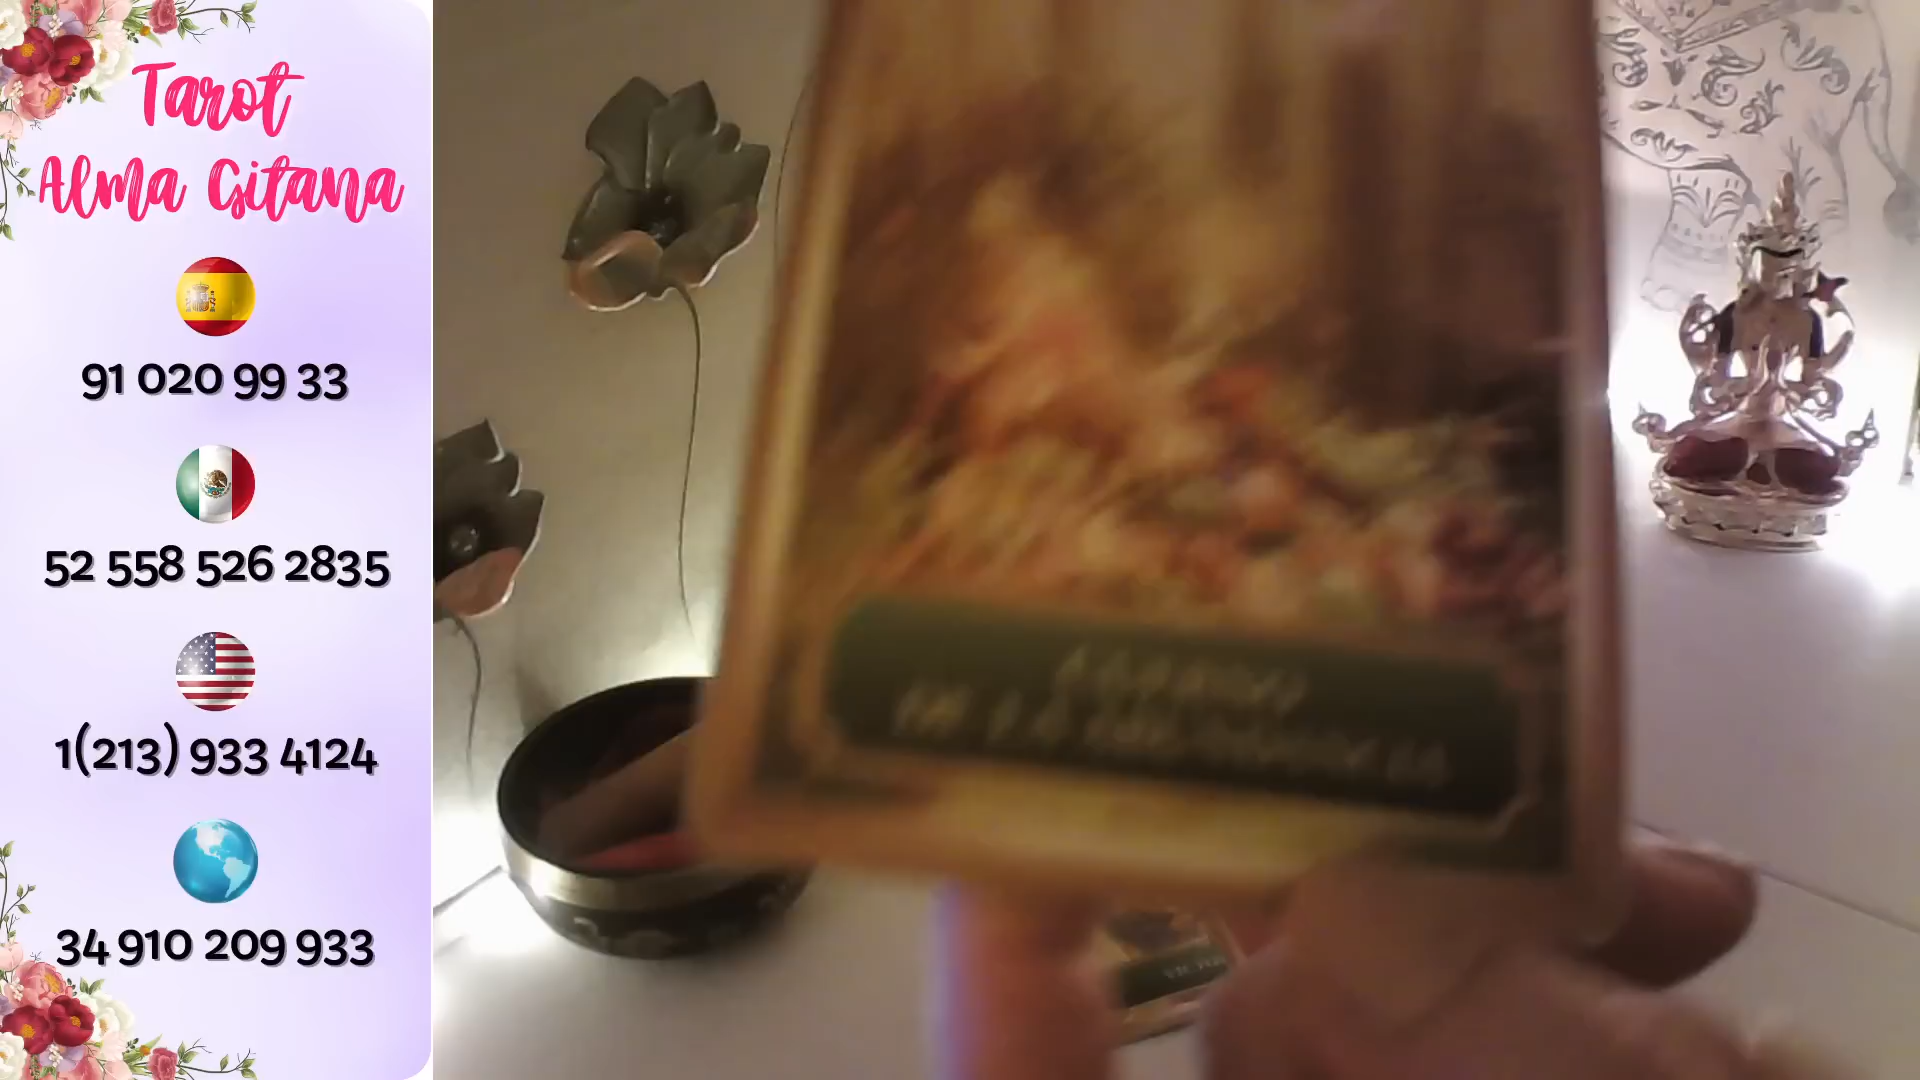 Tarot
Alma Gitana
91 020 99 33
52 558 526 2835
1(213) 933 4124
34 910 209 933